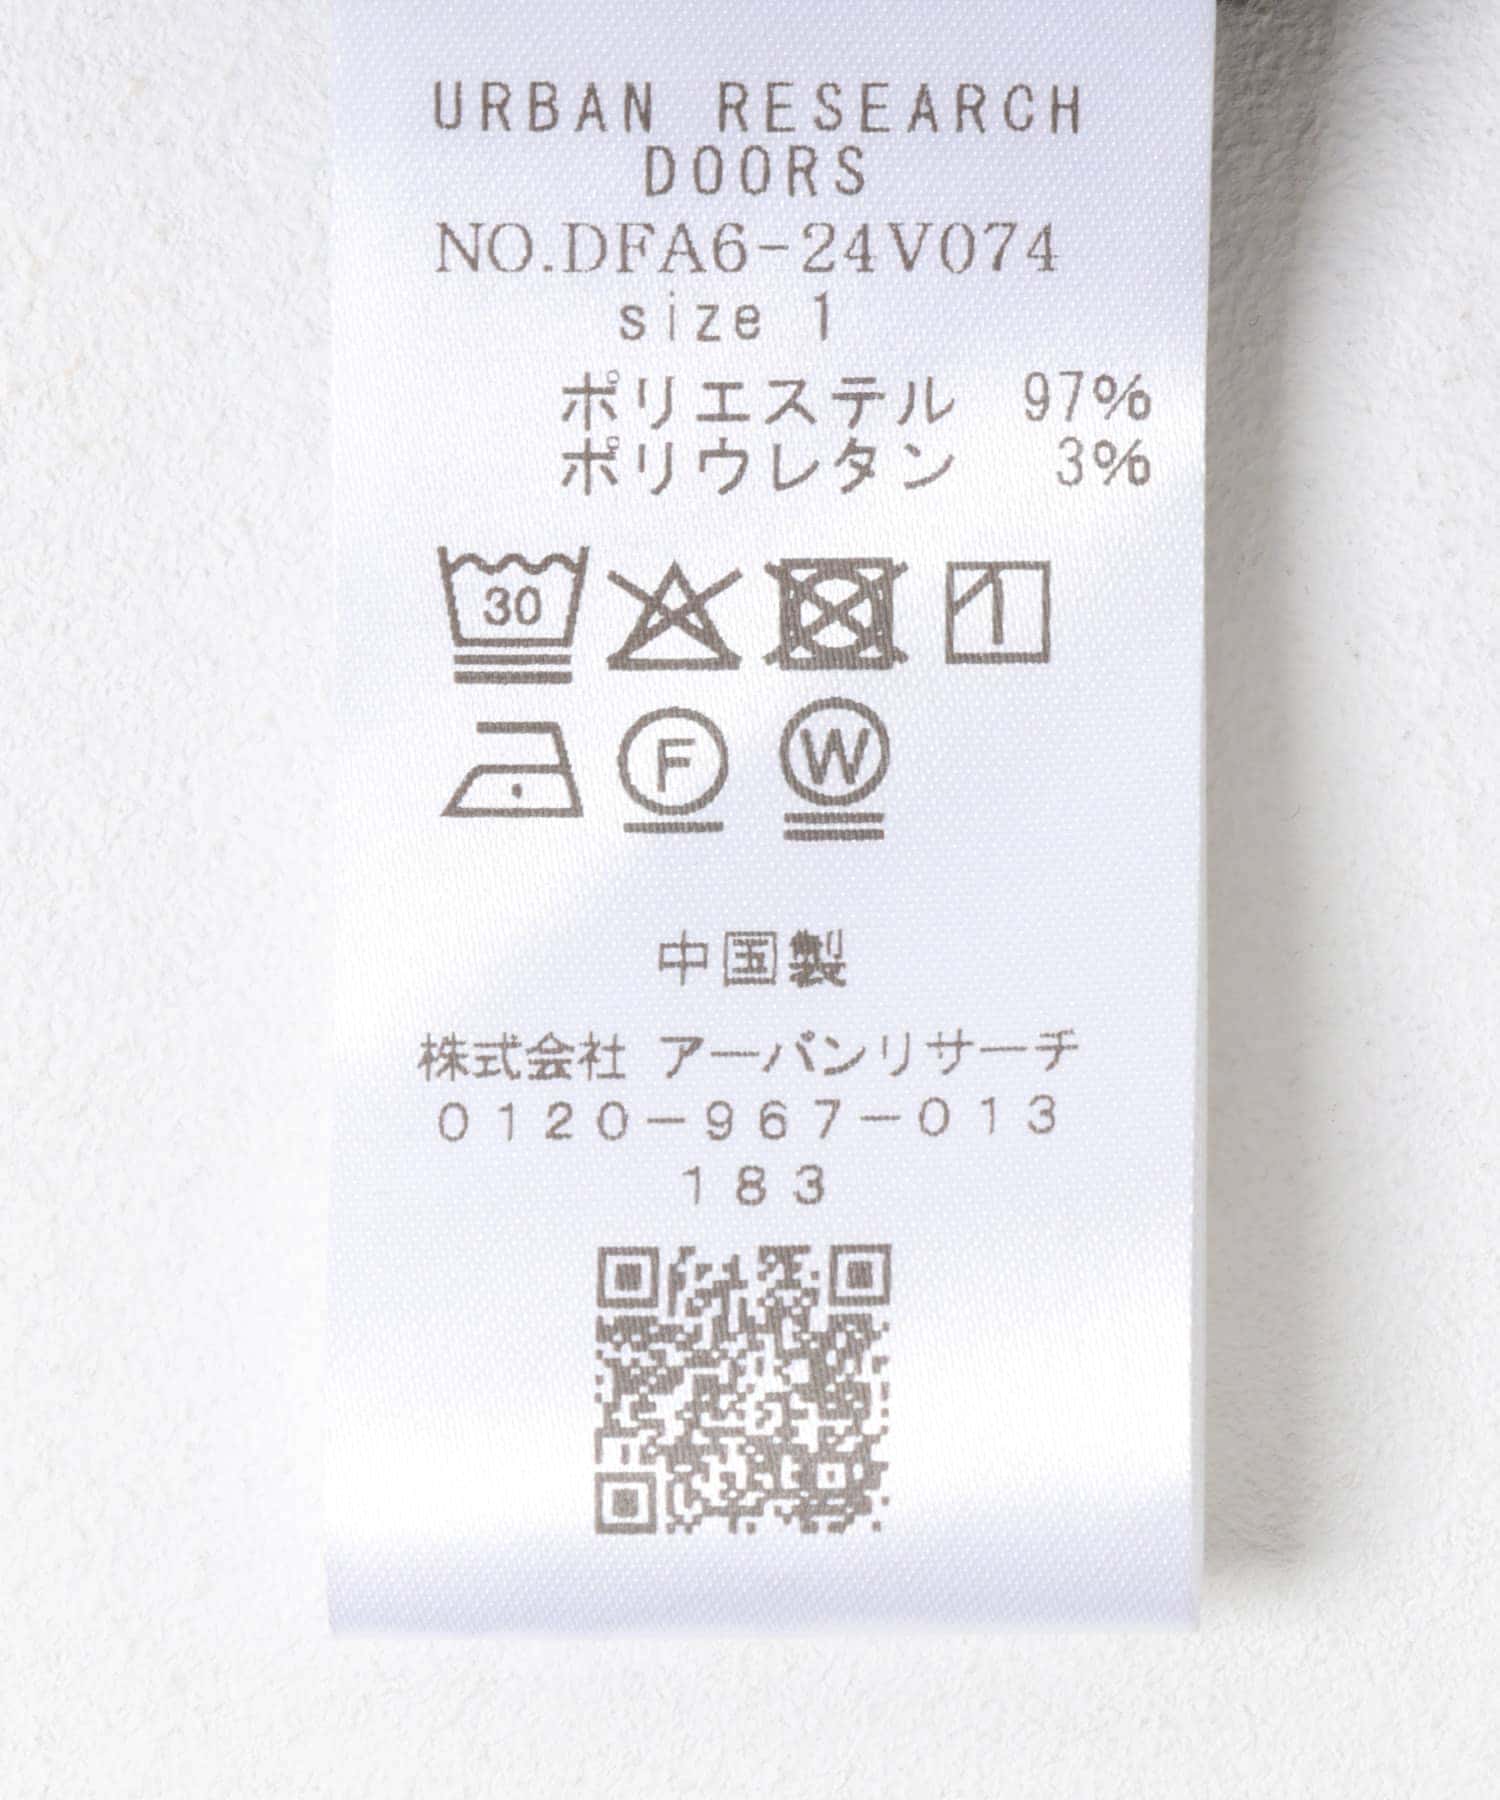 URBAN RESEARCH
DOORS
NO.DFA6-24V074
size 1
ポリエステル 97%
ポリウレタン 3%
30
F W
中国製
株式会社 アーバンリサーチ
0120-967-013
183